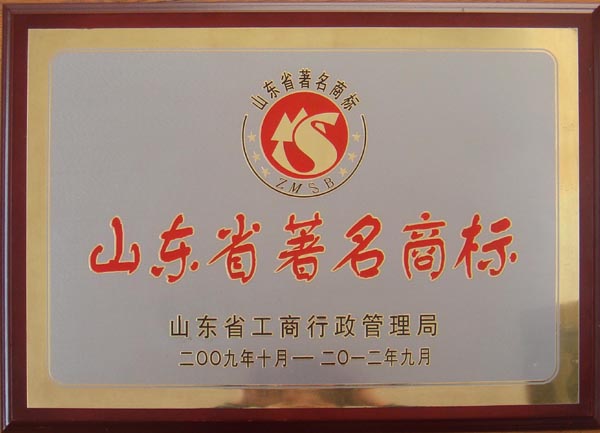 山东省著名商标
ZMSB
山东省著名商标
山东省工商行政管理局
二〇〇九年十月—二〇一二年九月